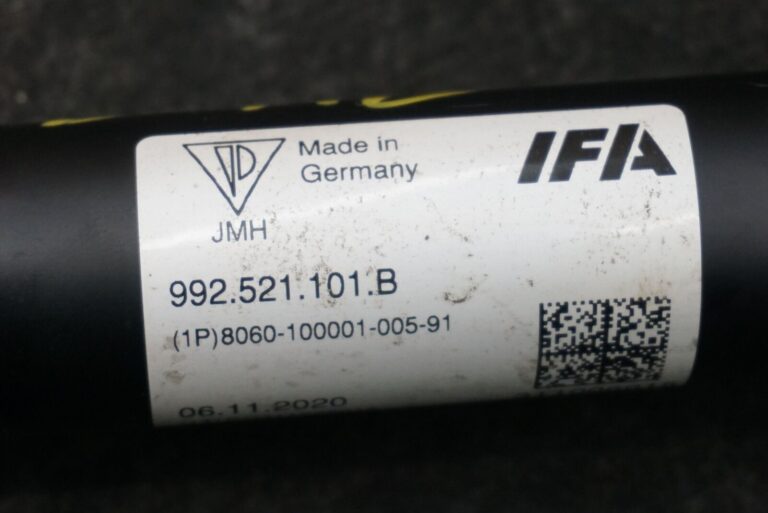 Made in
Germany
IFA
JMH
992.521.101.B
(1P)8060-100001-005-91
06.11.2020